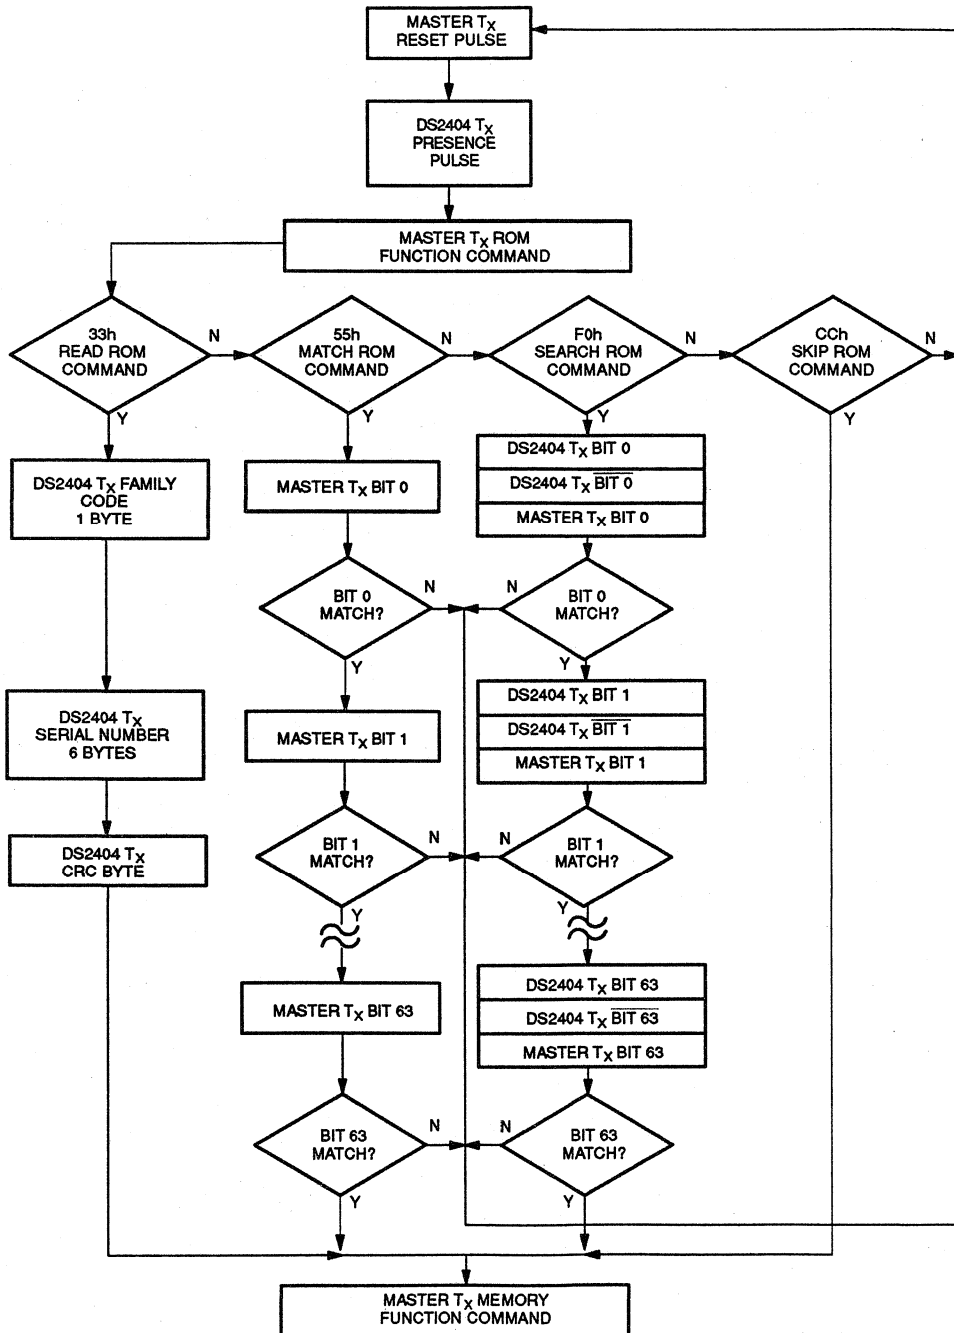 MASTER TX
RESET PULSE
DS2404 TX
PRESENCE
PULSE
MASTER TX ROM
FUNCTION COMMAND
33h
READ ROM
COMMAND
N
Y
55h
MATCH ROM
COMMAND
N
Y
F0h
SEARCH ROM
COMMAND
N
Y
CCh
SKIP ROM
COMMAND
N
Y
DS2404 TX FAMILY
CODE
1 BYTE
DS2404 TX
SERIAL NUMBER
6 BYTES
DS2404 TX
CRC BYTE
MASTER TX BIT 0
BIT 0
MATCH?
N
Y
MASTER TX BIT 1
BIT 1
MATCH?
N
Y
MASTER TX BIT 63
BIT 63
MATCH?
N
Y
DS2404 TX BIT 0
DS2404 TX BIT 0
MASTER TX BIT 0
BIT 0
MATCH?
N
Y
DS2404 TX BIT 1
DS2404 TX BIT 1
MASTER TX BIT 1
BIT 1
MATCH?
N
Y
DS2404 TX BIT 63
DS2404 TX BIT 63
MASTER TX BIT 63
BIT 63
MATCH?
N
Y
MASTER TX MEMORY
FUNCTION COMMAND